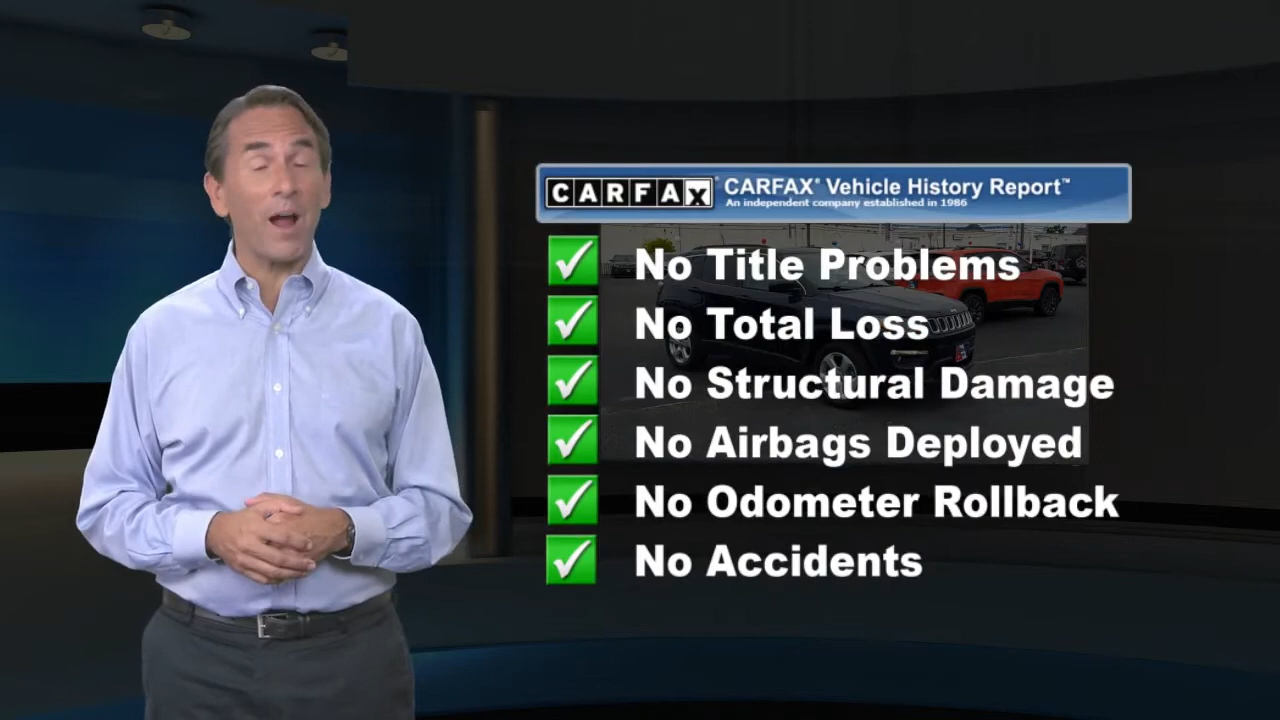 CARFAX® CARFAX® Vehicle History Report™
An independent company established in 1986
No Title Problems
No Total Loss
No Structural Damage
No Airbags Deployed
No Odometer Rollback
No Accidents